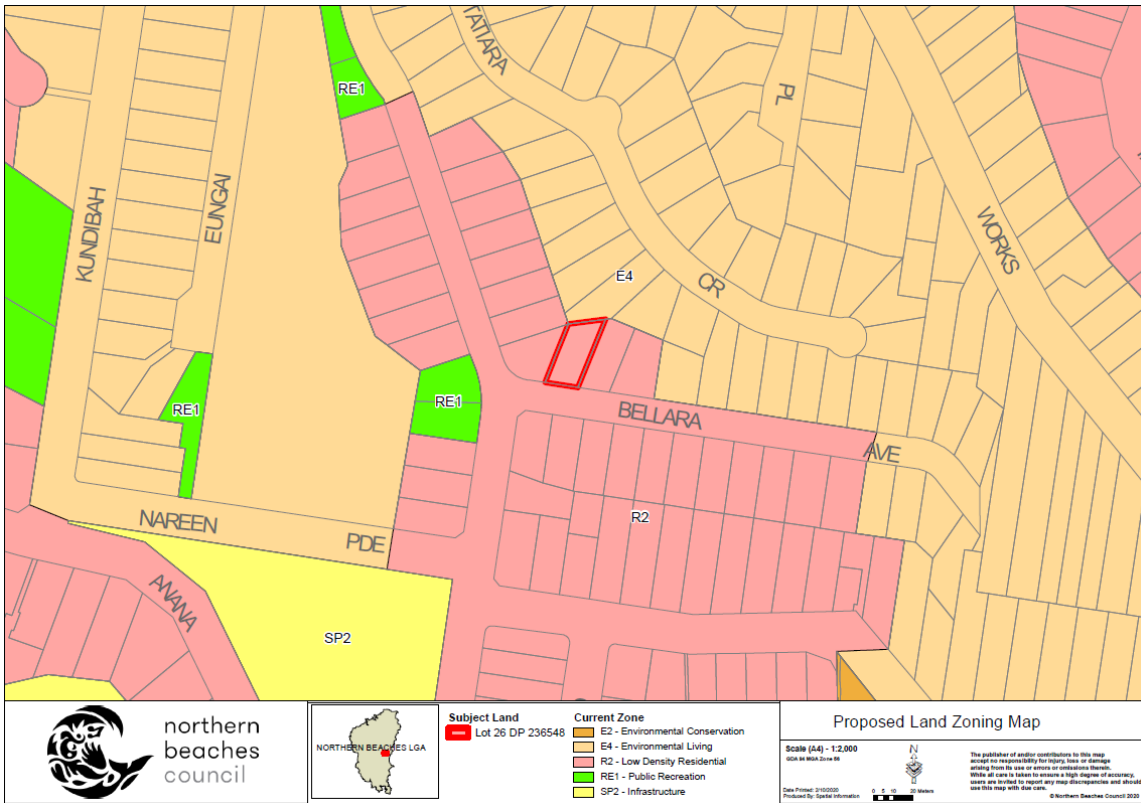 TATIARA
RE1
PL
KUNDIBAH
EUNGAI
WORKS
E4
CR
RE1
RE1
BELLARA
AVE
R2
NAREEN
PDE
ANANA
SP2
northern
beaches
council
NORTHERN BEACHES LGA
Subject Land
Lot 26 DP 236548
Current Zone
E2 - Environmental Conservation
E4 - Environmental Living
R2 - Low Density Residential
RE1 - Public Recreation
SP2 - Infrastructure
Proposed Land Zoning Map
Scale (A4) - 1:2,000
GDA 94 MGA Zone 56
N
0 5 10 20 Meters
Date Printed: 2/10/2020
Produced By: Spatial Information
The publisher of and/or contributors to this map
accept no responsibility for injury, loss or damage
arising from its use or errors or omissions therein.
While all care is taken to ensure a high degree of accuracy,
users are invited to report any map discrepancies and should
use this map with due care.
© Northern Beaches Council 2020